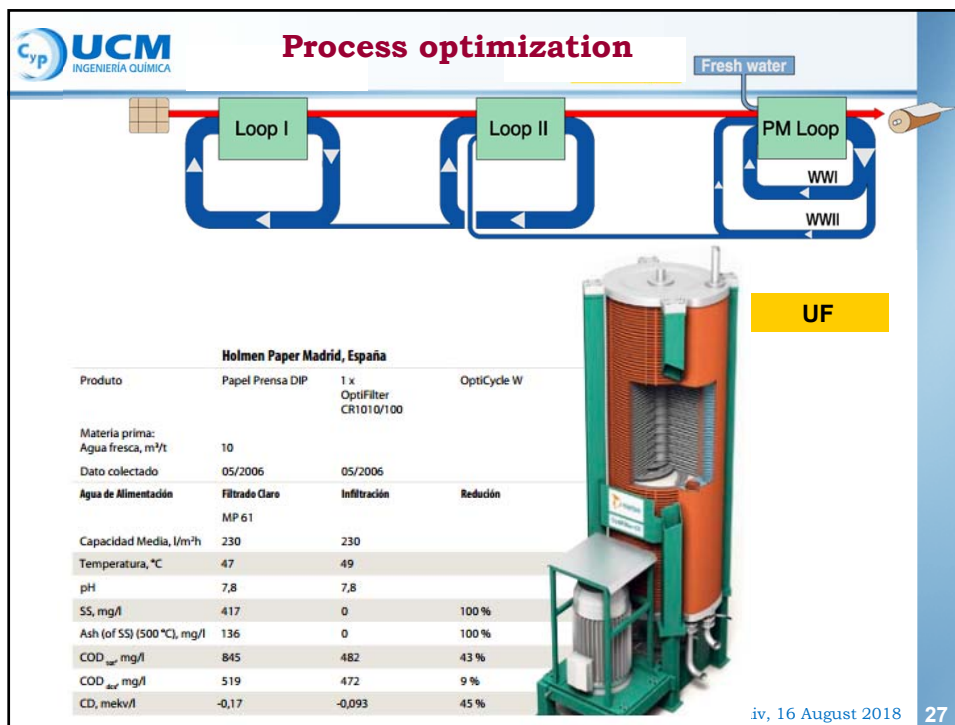 CyP UCM
INGENIERÍA QUÍMICA
Process optimization
Fresh water
Loop I
Loop II
PM Loop
WWI
WWII
UF
Holmen Paper Madrid, España
Produto Papel Prensa DIP 1 x OptiCycle W
OptiFilter
CR1010/100
Materia prima:
Agua fresca, m³/t 10
Dato colectado 05/2006 05/2006
Agua de Alimentación Filtrado Claro Infiltración Redución
MP 61
Capacidad Media, l/m²h 230 230
Temperatura, °C 47 49
pH 7,8 7,8
SS, mg/l 417 0 100 %
Ash (of SS) (500 °C), mg/l 136 0 100 %
COD mg/l 845 482 43 %
COD mg/l 519 472 9 %
CD, mekv/l -0,17 -0,093 45 %
metso
iv, 16 August 2018 27